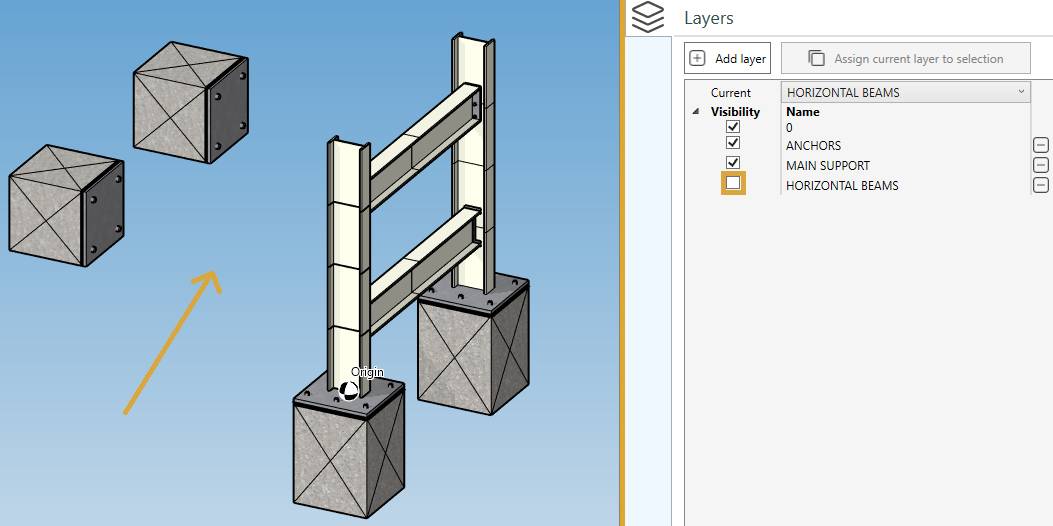 Layers
Add layer
Assign current layer to selection
Current HORIZONTAL BEAMS
Visibility Name
0
ANCHORS
MAIN SUPPORT
HORIZONTAL BEAMS
Origin